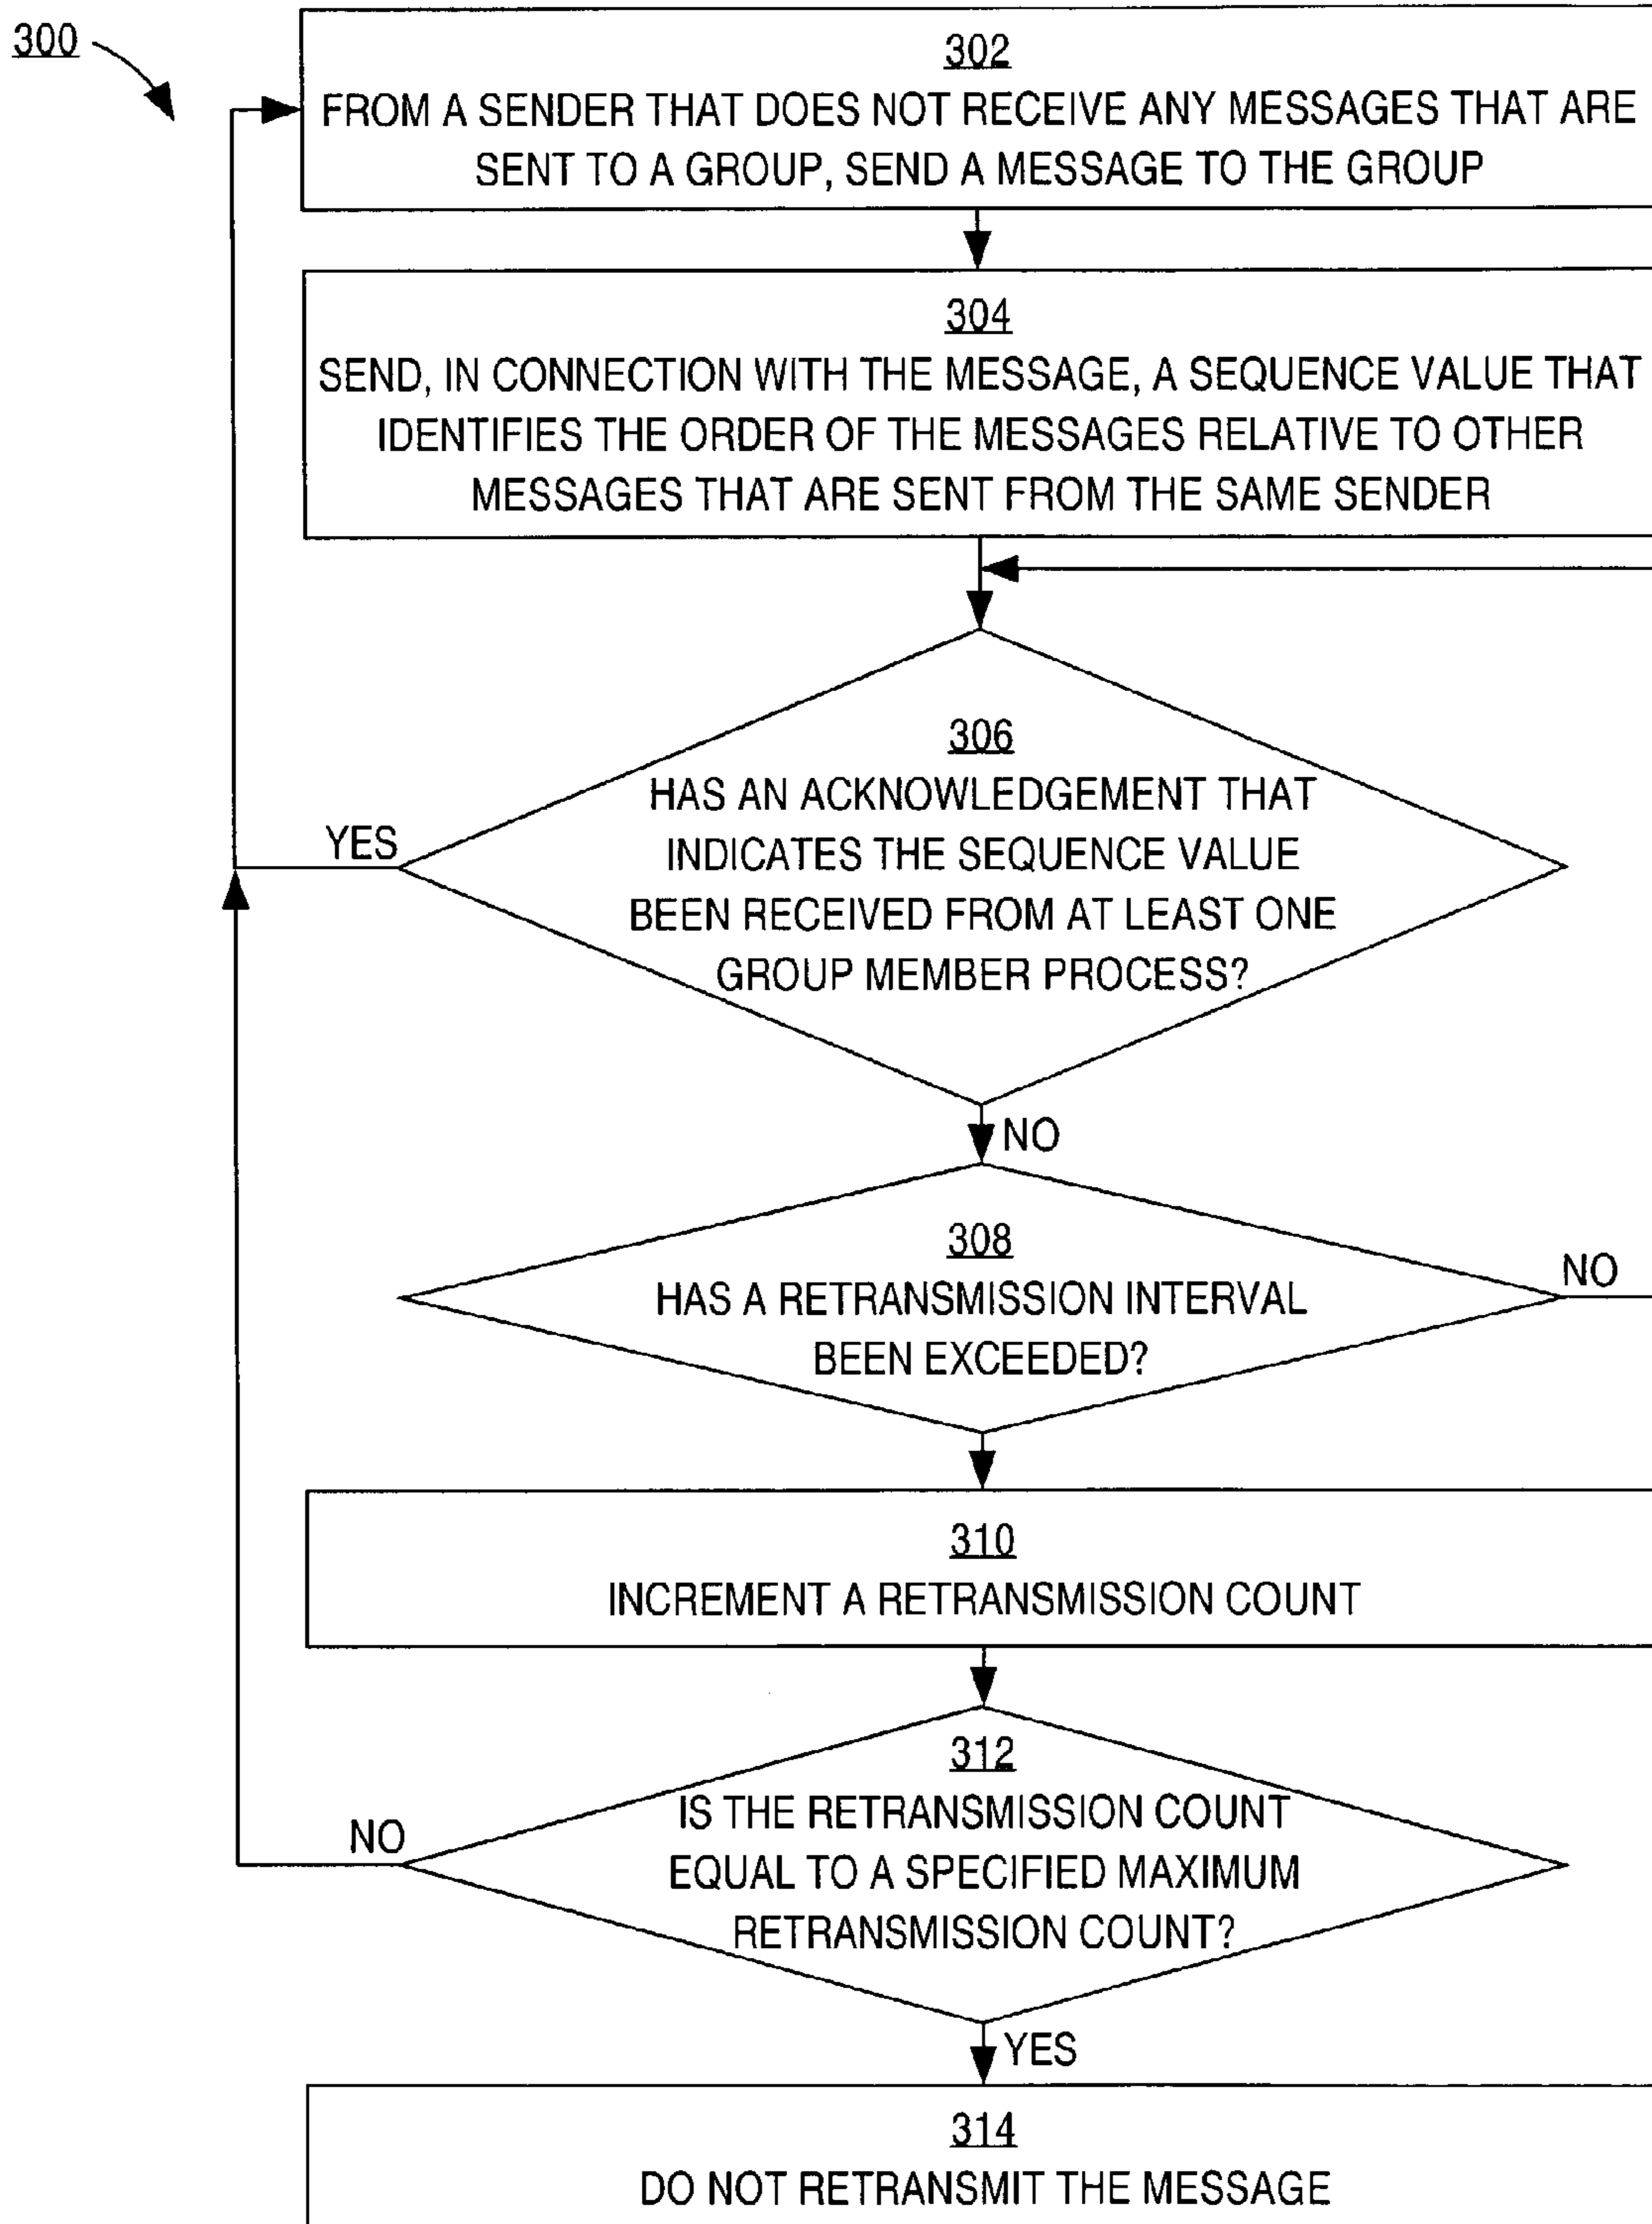 300
302
FROM A SENDER THAT DOES NOT RECEIVE ANY MESSAGES THAT ARE
SENT TO A GROUP, SEND A MESSAGE TO THE GROUP
304
SEND, IN CONNECTION WITH THE MESSAGE, A SEQUENCE VALUE THAT
IDENTIFIES THE ORDER OF THE MESSAGES RELATIVE TO OTHER
MESSAGES THAT ARE SENT FROM THE SAME SENDER
306
HAS AN ACKNOWLEDGEMENT THAT
INDICATES THE SEQUENCE VALUE
BEEN RECEIVED FROM AT LEAST ONE
GROUP MEMBER PROCESS?
YES
NO
308
HAS A RETRANSMISSION INTERVAL
BEEN EXCEEDED?
NO
310
INCREMENT A RETRANSMISSION COUNT
312
IS THE RETRANSMISSION COUNT
EQUAL TO A SPECIFIED MAXIMUM
RETRANSMISSION COUNT?
NO
YES
314
DO NOT RETRANSMIT THE MESSAGE